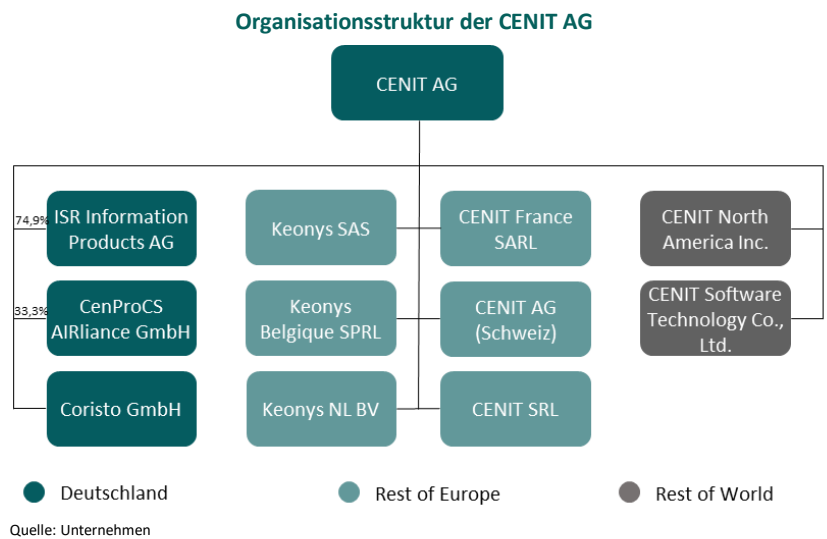 Organisationsstruktur der CENIT AG
CENIT AG
74,9%
ISR Information
Products AG
Keonys SAS
CENIT France
SARL
CENIT North
America Inc.
33,3%
CenProCS
AIRliance GmbH
Keonys
Belgique SPRL
CENIT AG
(Schweiz)
CENIT Software
Technology Co.,
Ltd.
Coristo GmbH
Keonys NL BV
CENIT SRL
Deutschland
Rest of Europe
Rest of World
Quelle: Unternehmen